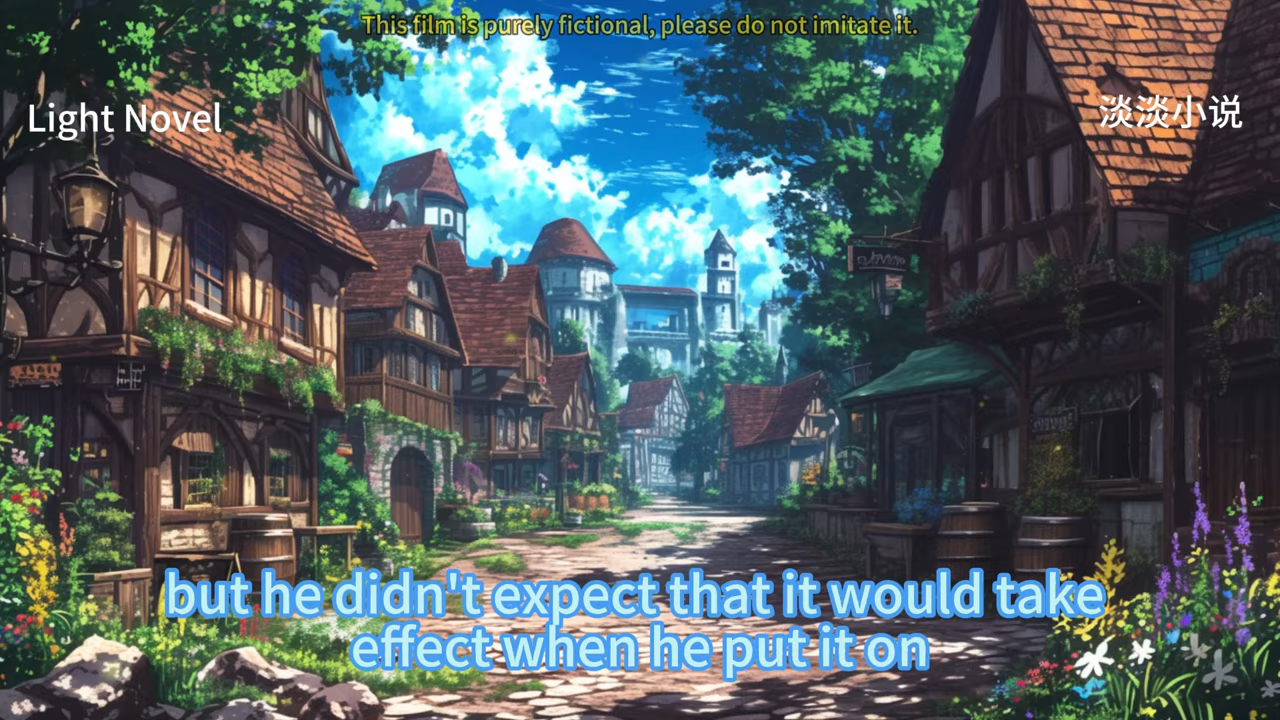 This film is purely fictional, please do not imitate it.
Light Novel
淡淡小说
but he didn't expect that it would take
effect when he put it on